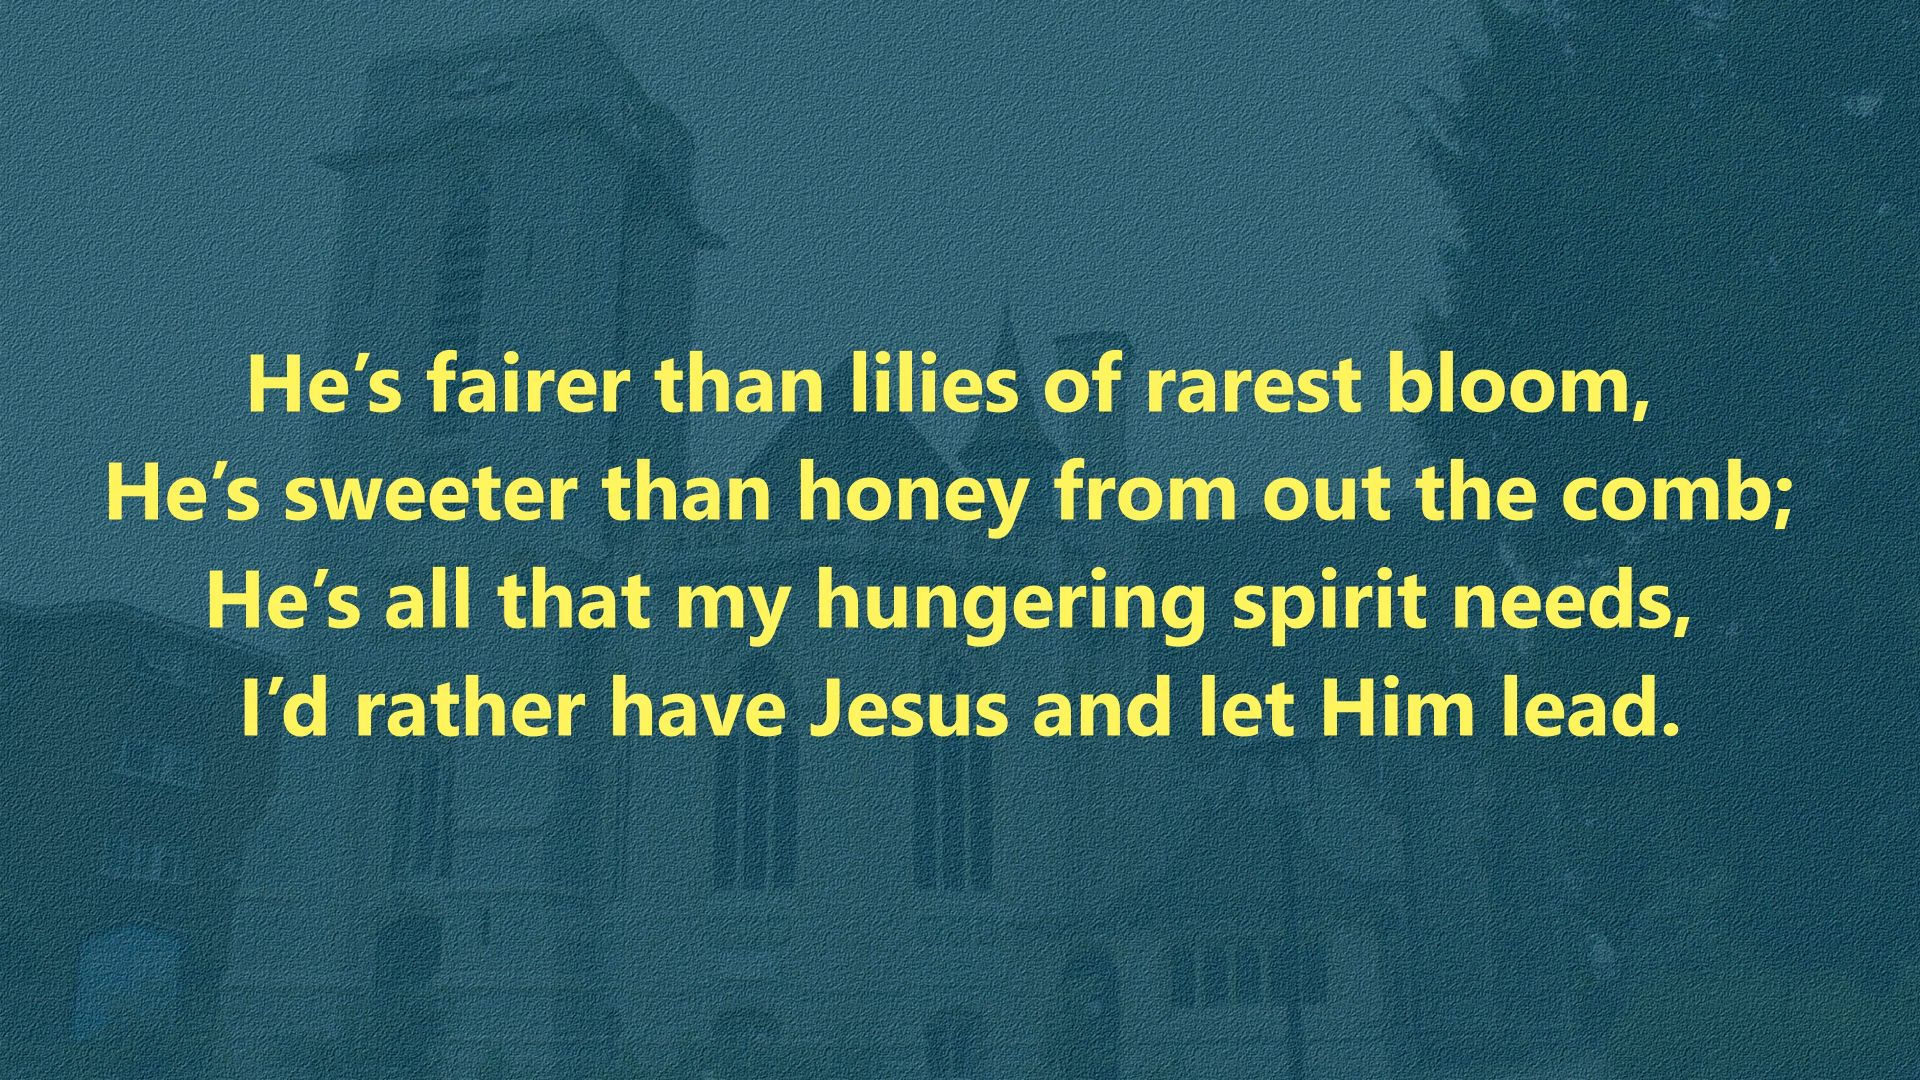 He’s fairer than lilies of rarest bloom,
He’s sweeter than honey from out the comb;
He’s all that my hungering spirit needs,
I’d rather have Jesus and let Him lead.